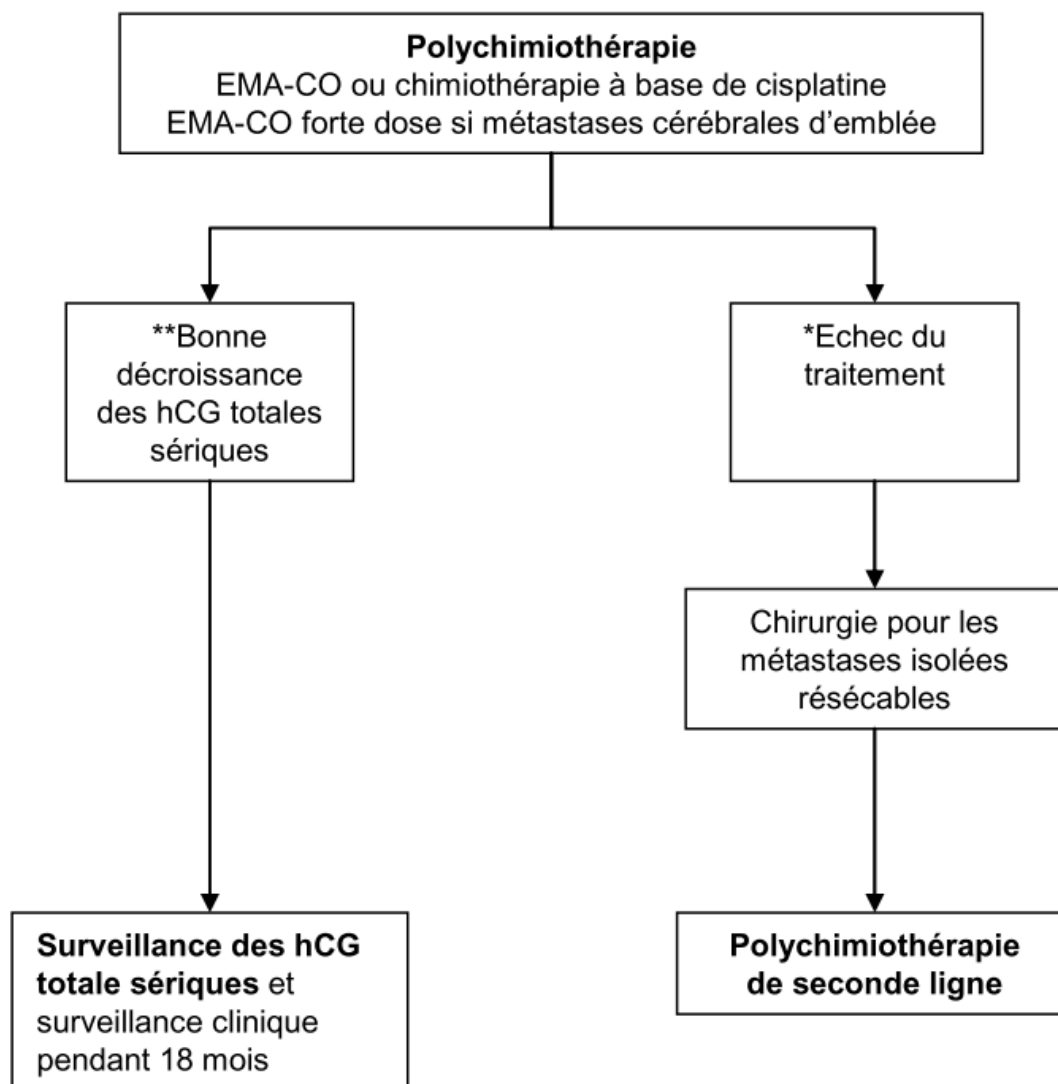 Polychimiothérapie
EMA-CO ou chimiothérapie à base de cisplatine
EMA-CO forte dose si métastases cérébrales d’emblée
**Bonne
décroissance
des hCG totales
sériques
*Echec du
traitement
Chirurgie pour les
métastases isolées
résécables
Surveillance des hCG
totale sériques et
surveillance clinique
pendant 18 mois
Polychimiothérapie
de seconde ligne